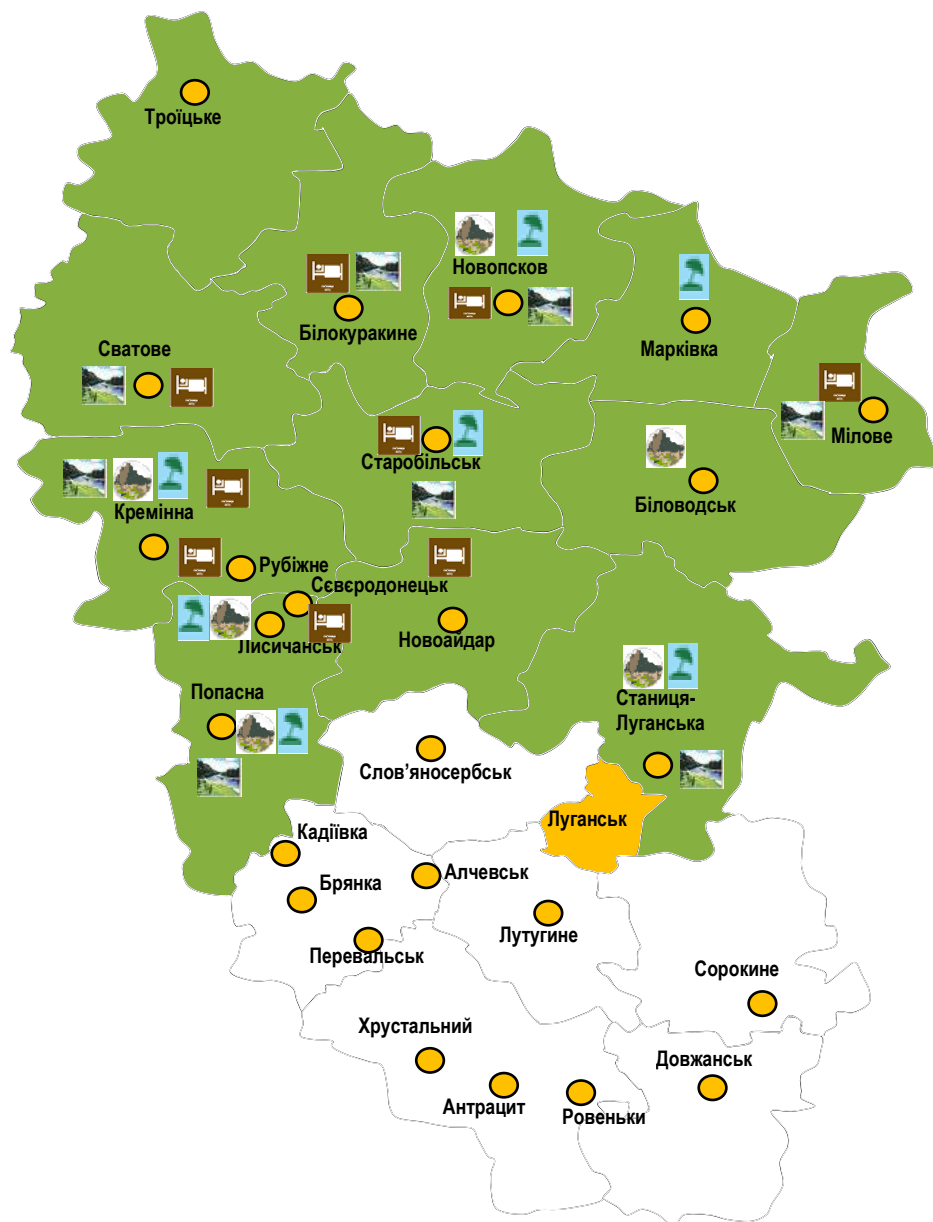 Троїцьке
Новопсков
Білокуракине
Марківка
Сватове
Мілове
Старобільськ
Біловодськ
Кремінна
Рубіжне
Сєвєродонецьк
Лисичанськ
Новоайдар
Попасна
Станиця-
Луганська
Слов’яносербськ
Луганськ
Кадіївка
Алчевськ
Брянка
Лутугине
Перевальськ
Сорокине
Хрустальний
Довжанськ
Антрацит
Ровеньки